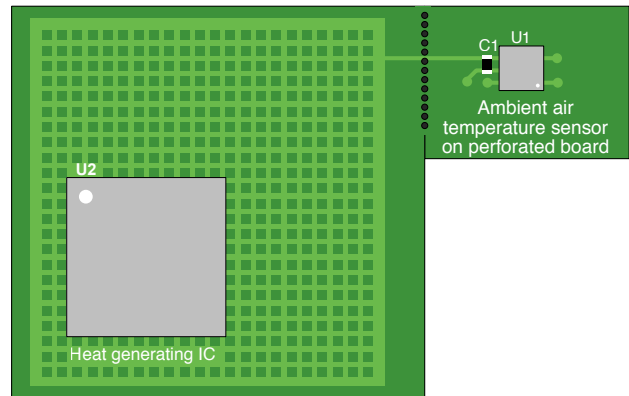 U1
C1
Ambient air
temperature sensor
on perforated board
U2
Heat generating IC